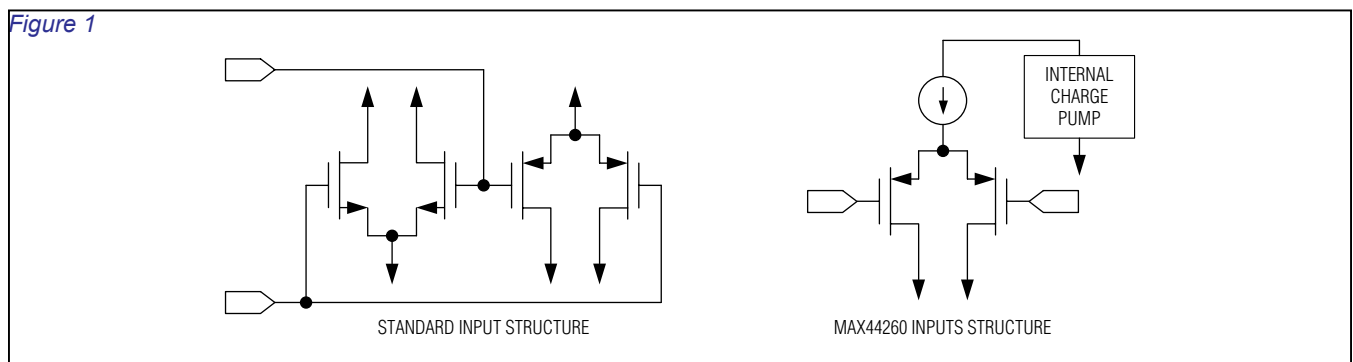 Figure 1
INTERNAL
CHARGE
PUMP
STANDARD INPUT STRUCTURE
MAX44260 INPUTS STRUCTURE